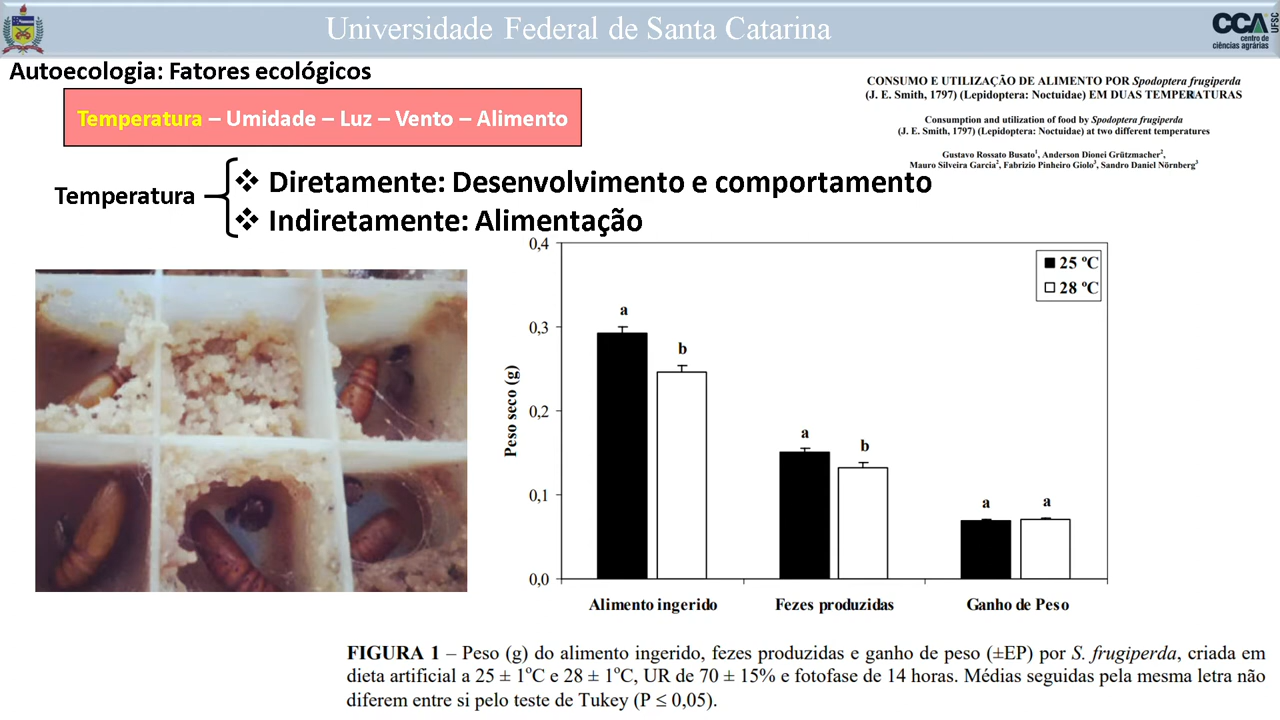 Universidade Federal de Santa Catarina
CCA
UFSC
centro de
ciências agrárias
Autoecologia: Fatores ecológicos
Temperatura – Umidade – Luz – Vento – Alimento
CONSUMO E UTILIZAÇÃO DE ALIMENTO POR Spodoptera frugiperda
(J. E. Smith, 1797) (Lepidoptera: Noctuidae) EM DUAS TEMPERATURAS
Consumption and utilization of food by Spodoptera frugiperda
(J. E. Smith, 1797) (Lepidoptera: Noctuidae) at two different temperatures
Gustavo Rossato Busato¹, Anderson Dionei Grützmacher²,
Mauro Silveira Garcia², Fabrizio Pinheiro Giolo³, Sandro Daniel Nörnberg³
Temperatura
❖ Diretamente: Desenvolvimento e comportamento
❖ Indiretamente: Alimentação
25 ºC
28 ºC
Peso seco (g)
0,4
0,3
0,2
0,1
0,0
a
b
a
b
a
a
Alimento ingerido
Fezes produzidas
Ganho de Peso
FIGURA 1 – Peso (g) do alimento ingerido, fezes produzidas e ganho de peso (±EP) por S. frugiperda, criada em
dieta artificial a 25 ± 1ºC e 28 ± 1ºC, UR de 70 ± 15% e fotofase de 14 horas. Médias seguidas pela mesma letra não
diferem entre si pelo teste de Tukey (P ≤ 0,05).